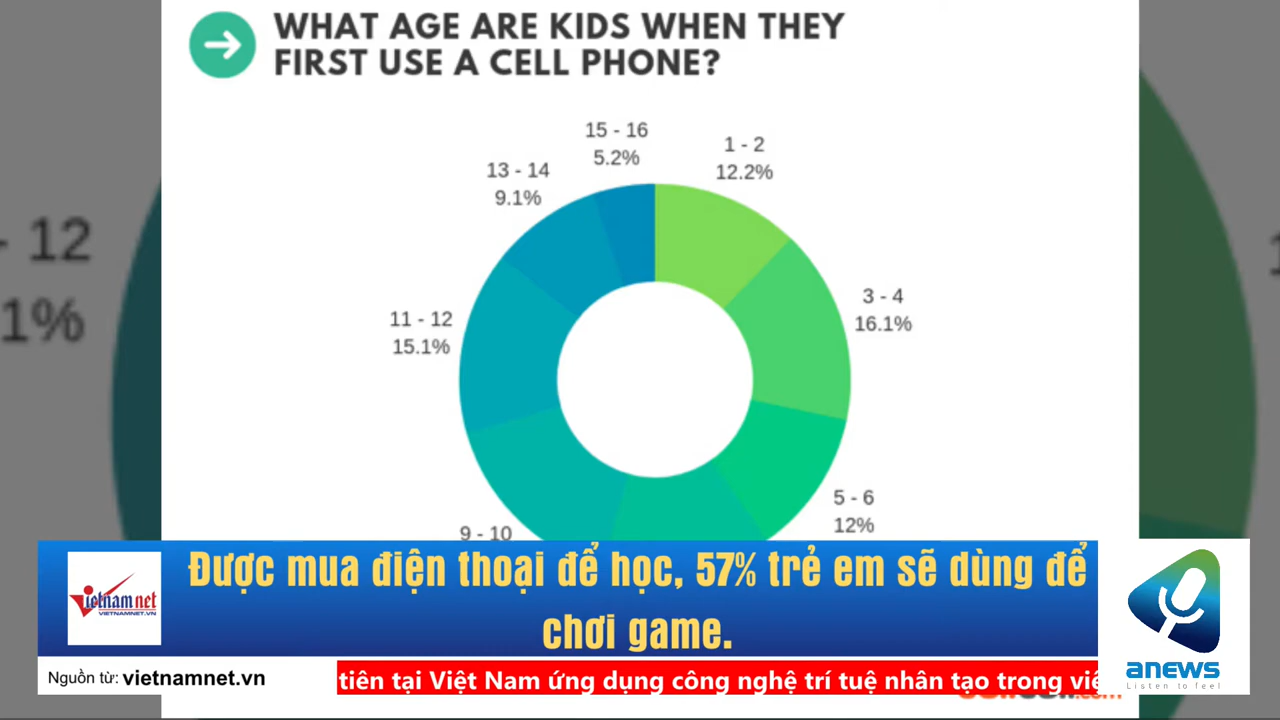 WHAT AGE ARE KIDS WHEN THEY
FIRST USE A CELL PHONE?
15 - 16
5.2%
1 - 2
12.2%
13 - 14
9.1%
- 12
1%
3 - 4
16.1%
11 - 12
15.1%
5 - 6
12%
9 - 10
Được mua điện thoại để học, 57% trẻ em sẽ dùng để
chơi game.
Vietnamnet
VIETNAMNET.VN
Nguồn từ: vietnamnet.vn
tiên tại Việt Nam ứng dụng công nghệ trí tuệ nhân tạo trong
anews
Listen to feel